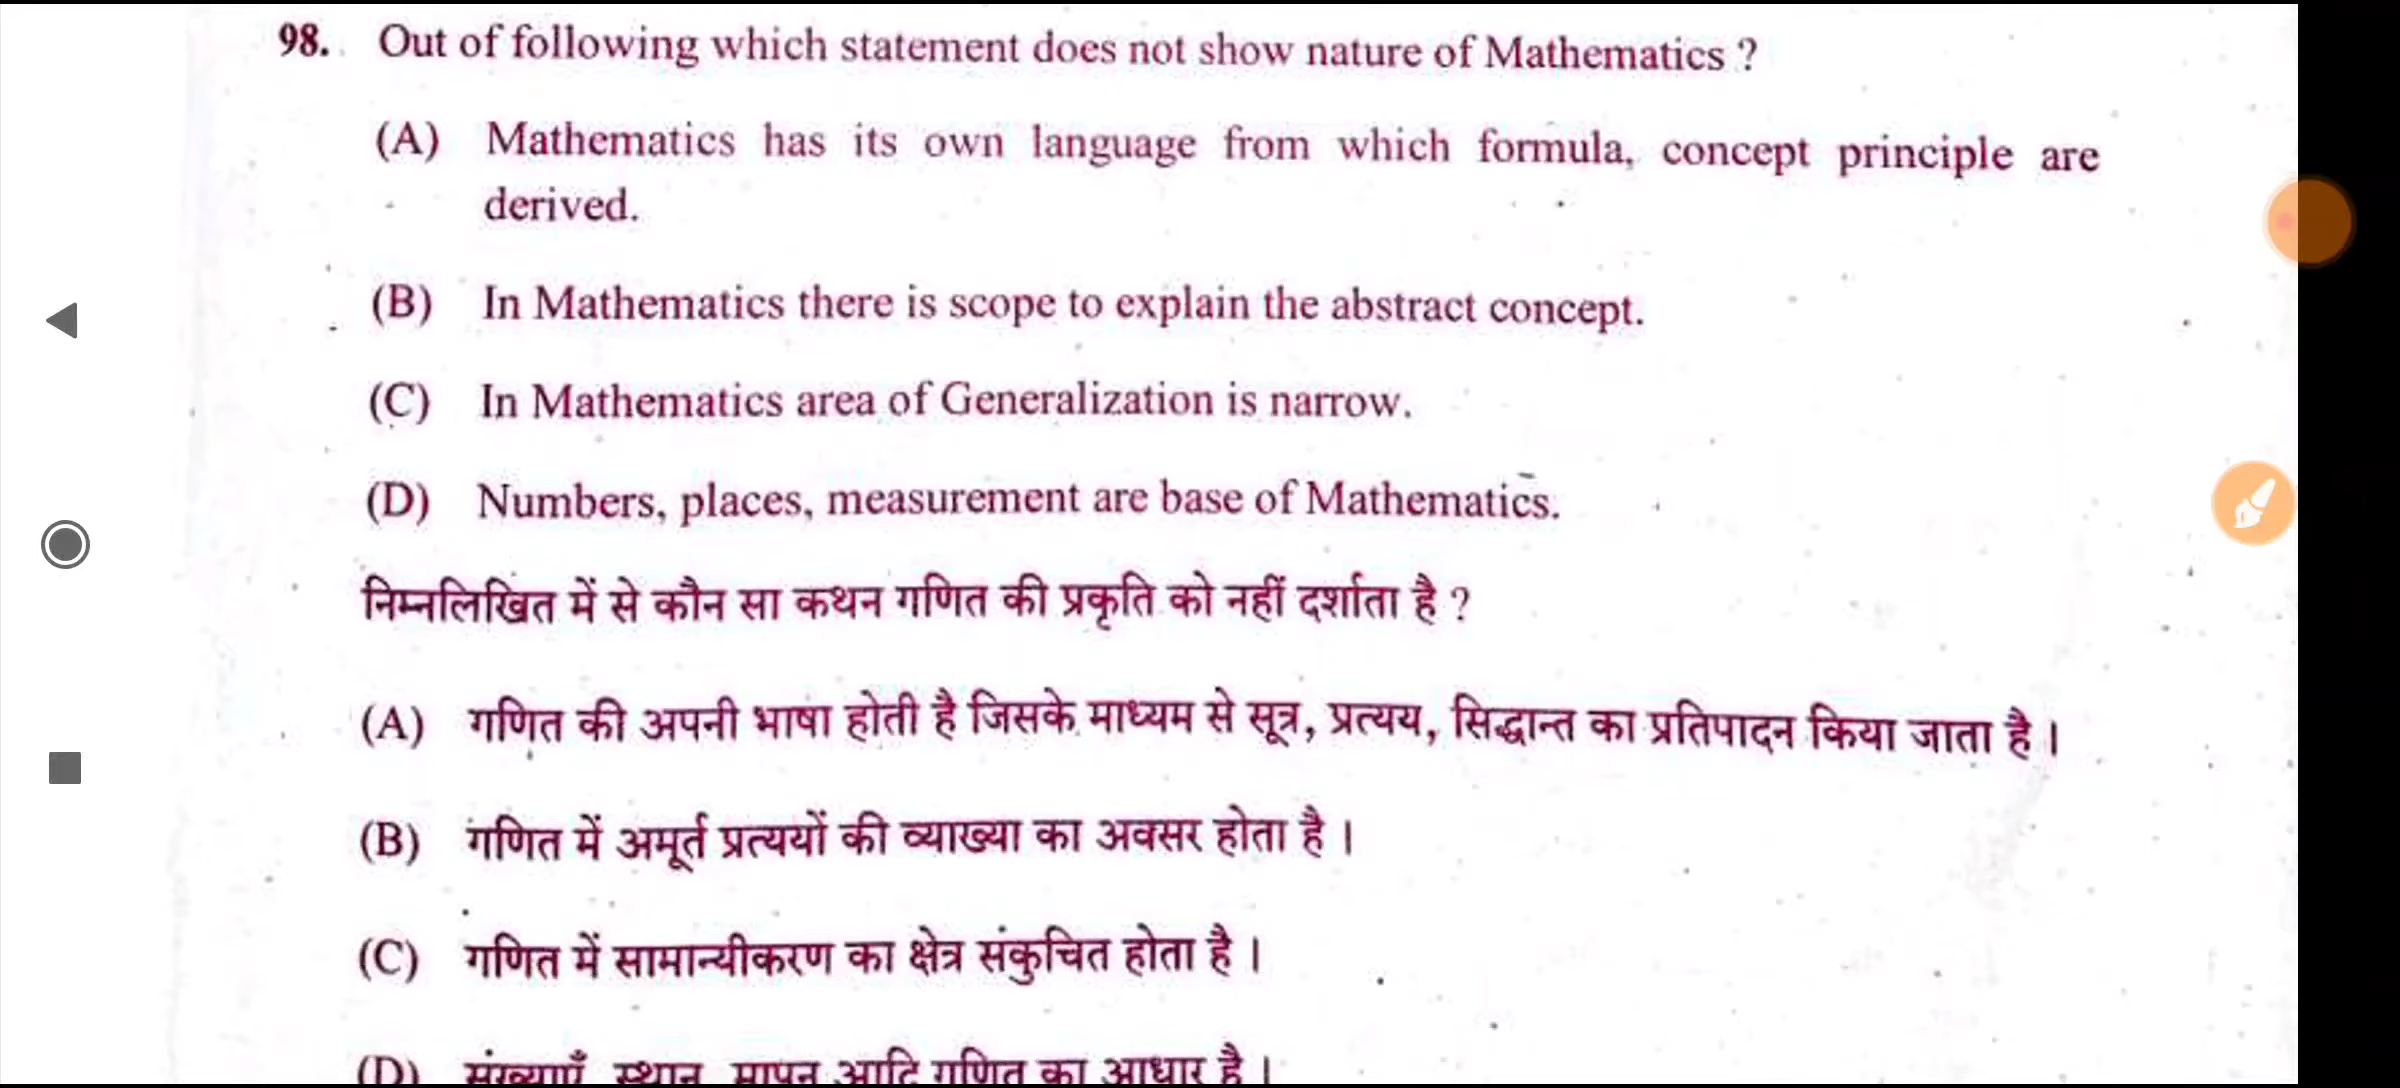 98. Out of following which statement does not show nature of Mathematics ?
(A) Mathematics has its own language from which formula, concept principle are
derived.
(B) In Mathematics there is scope to explain the abstract concept.
(C) In Mathematics area of Generalization is narrow.
(D) Numbers, places, measurement are base of Mathematics.
निम्नलिखित में से कौन सा कथन गणित की प्रकृति को नहीं दर्शाता है ?
(A) गणित की अपनी भाषा होती है जिसके माध्यम से सूत्र, प्रत्यय, सिद्धान्त का प्रतिपादन किया जाता है ।
(B) गणित में अमूर्त प्रत्ययों की व्याख्या का अवसर होता है ।
(C) गणित में सामान्यीकरण का क्षेत्र संकुचित होता है ।
(D) संख्याएँ स्थान मापन आदि गणित का आधार है ।